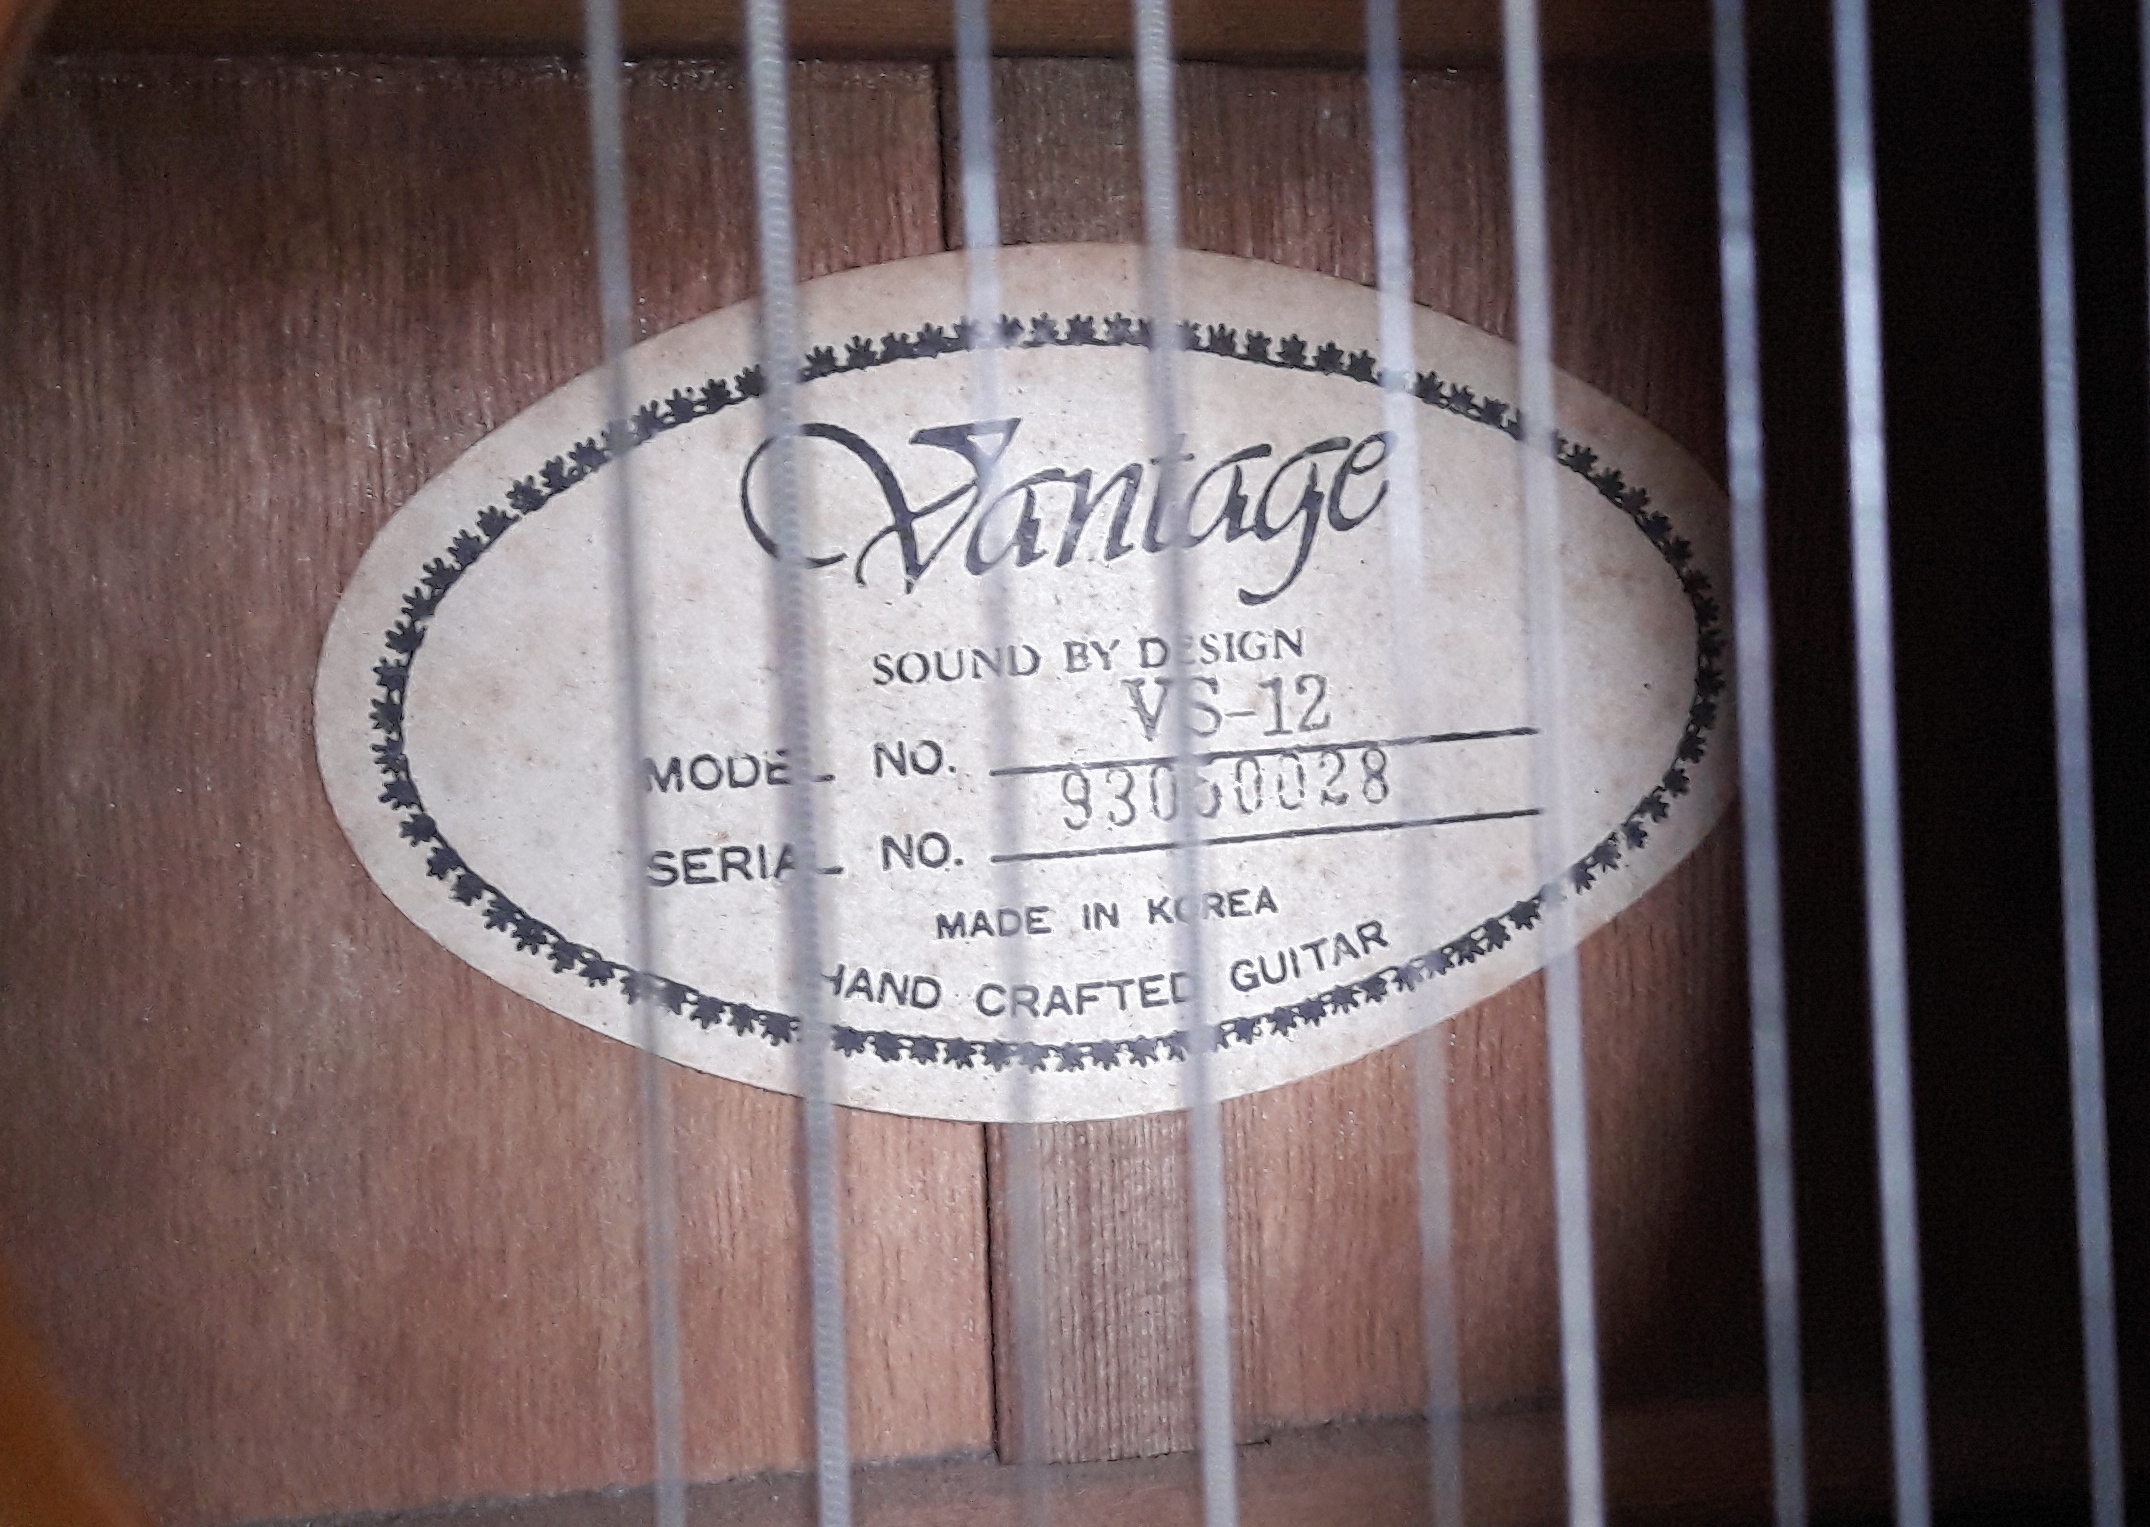 Vantage
SOUND BY DESIGN
VS-12
MODEL NO.
SERIAL NO.
MADE IN KOREA
HAND CRAFTED GUITAR